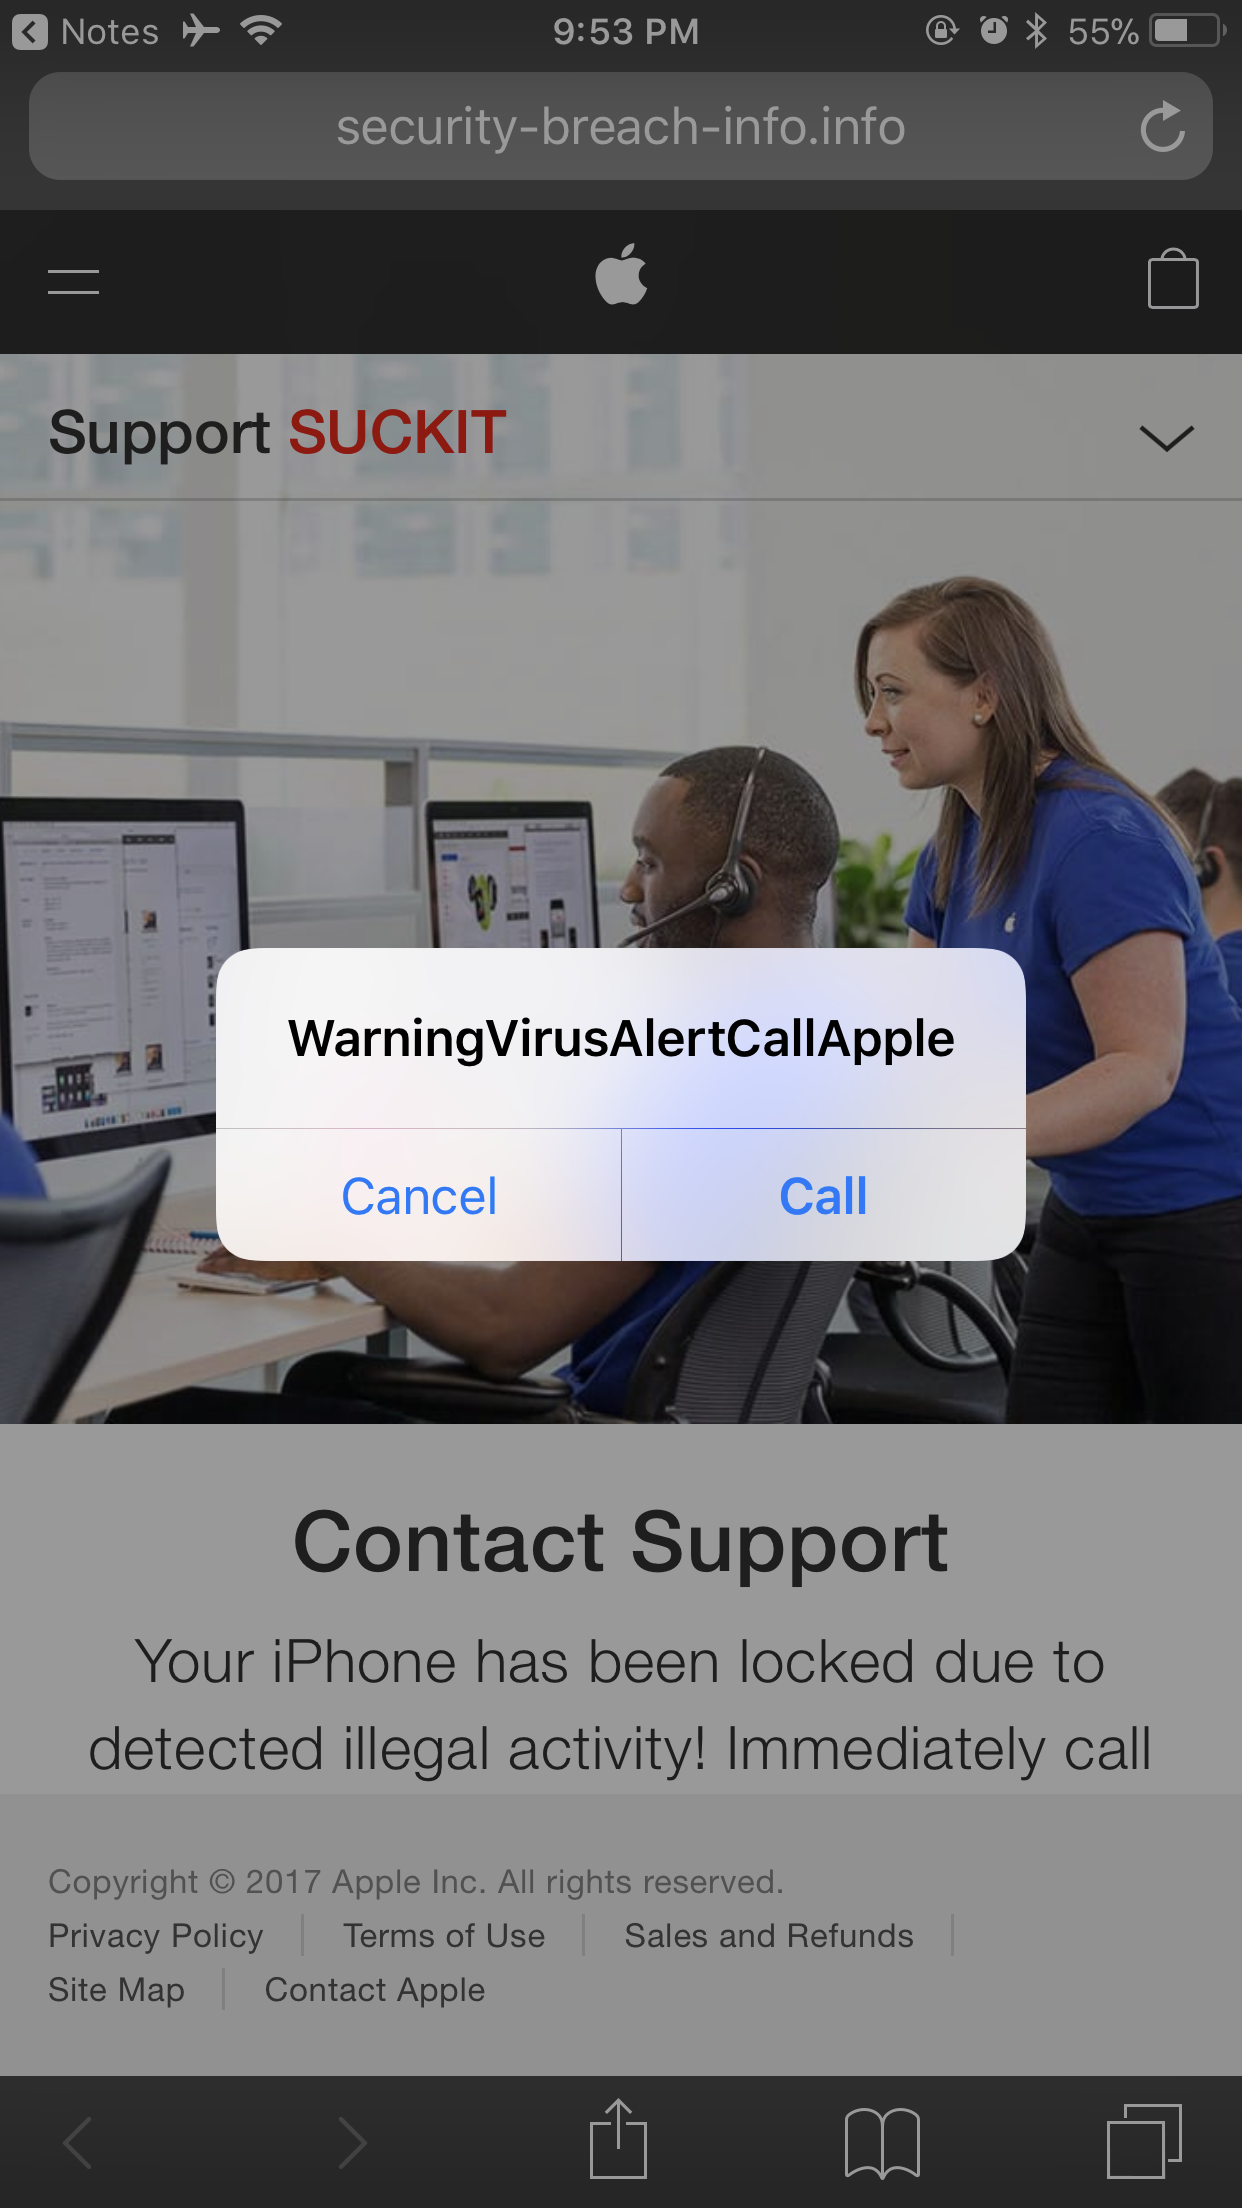 Notes 9:53 PM 55%
security-breach-info.info
Support SUCKIT
WarningVirusAlertCallApple
Cancel Call
Contact Support
Your iPhone has been locked due to
detected illegal activity! Immediately call
Copyright © 2017 Apple Inc. All rights reserved.
Privacy Policy Terms of Use Sales and Refunds
Site Map Contact Apple